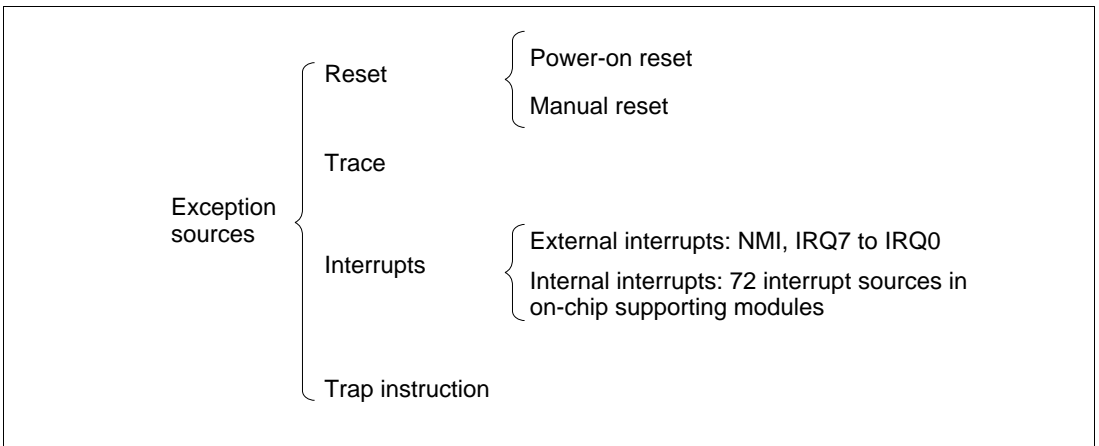 Exception
sources
Reset
Power-on reset
Manual reset
Trace
Interrupts
External interrupts: NMI, IRQ7 to IRQ0
Internal interrupts: 72 interrupt sources in
on-chip supporting modules
Trap instruction